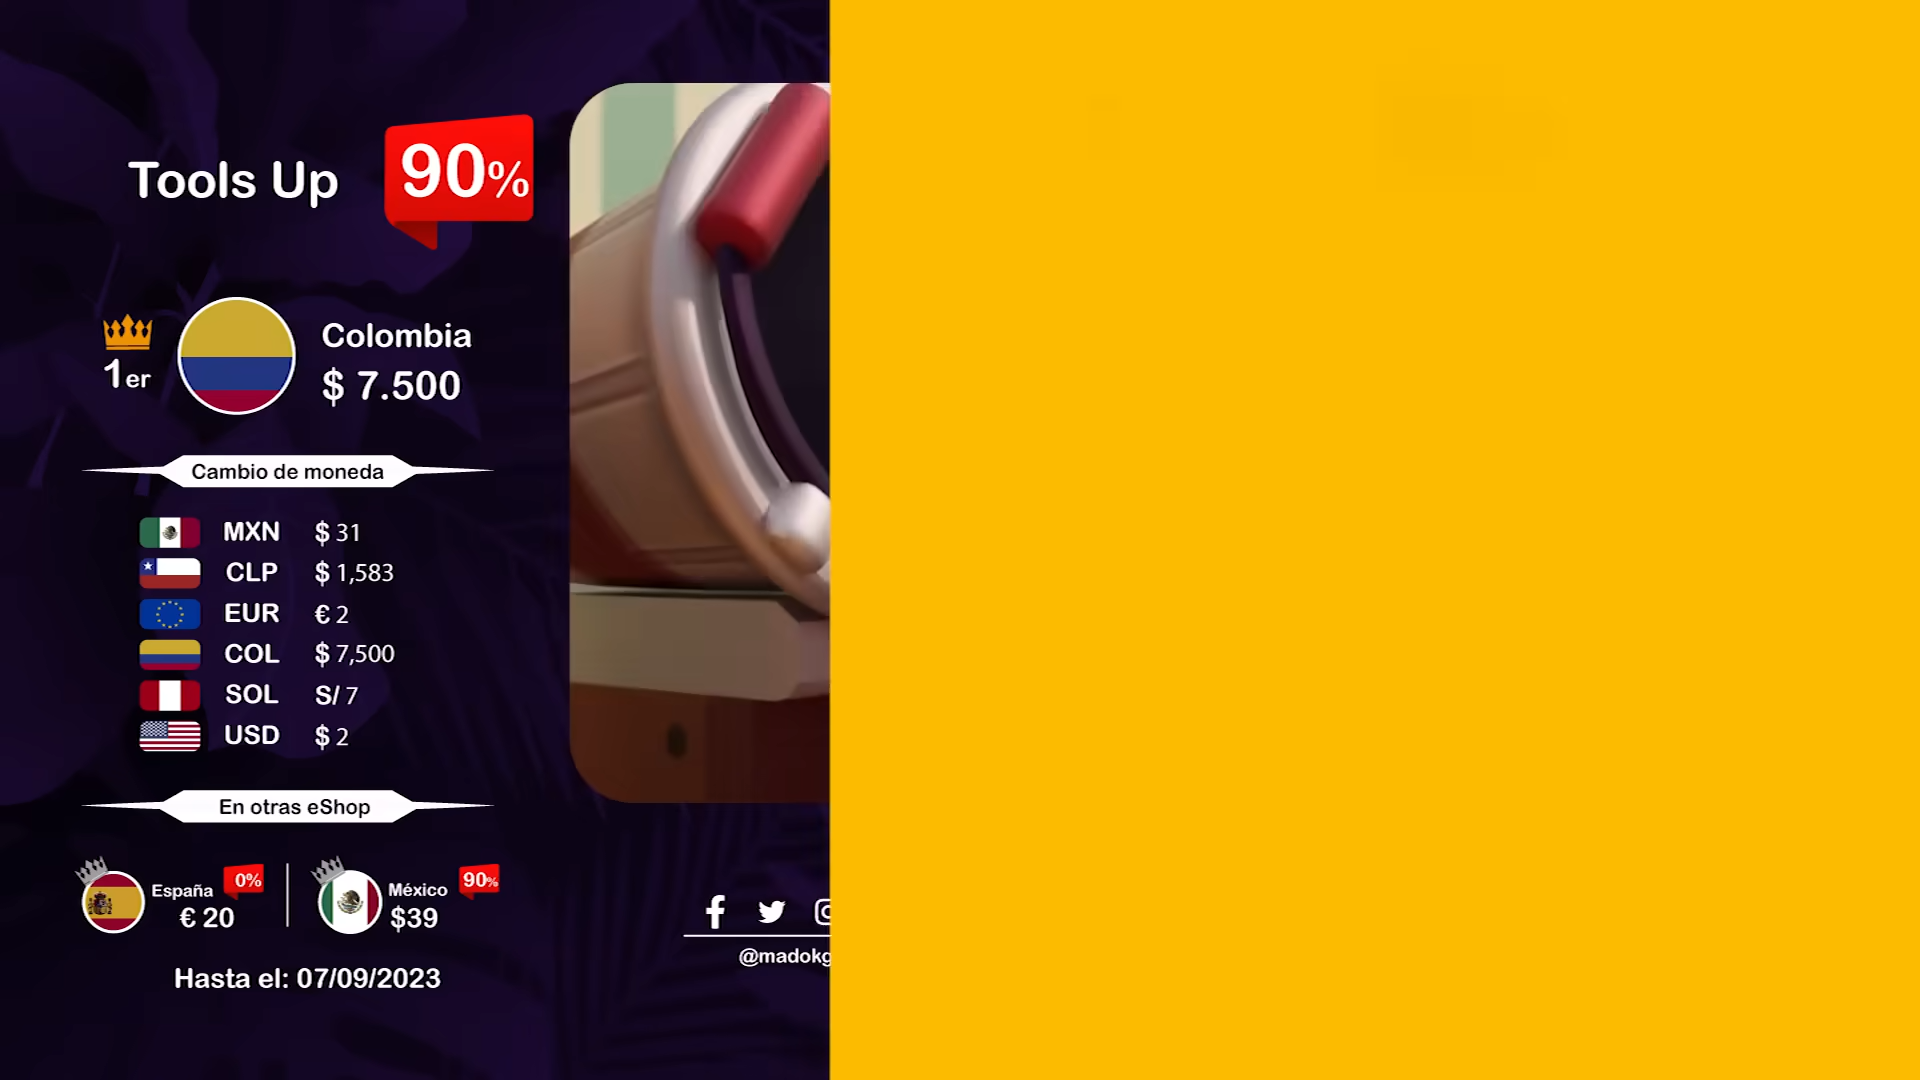 Tools Up
90%
1er
Colombia
$ 7.500
Cambio de moneda
MXN $ 31
CLP $ 1,583
EUR € 2
COL $ 7,500
SOL S/ 7
USD $ 2
En otras eShop
España 0%
€ 20
México 90%
$39
@madokg
Hasta el: 07/09/2023